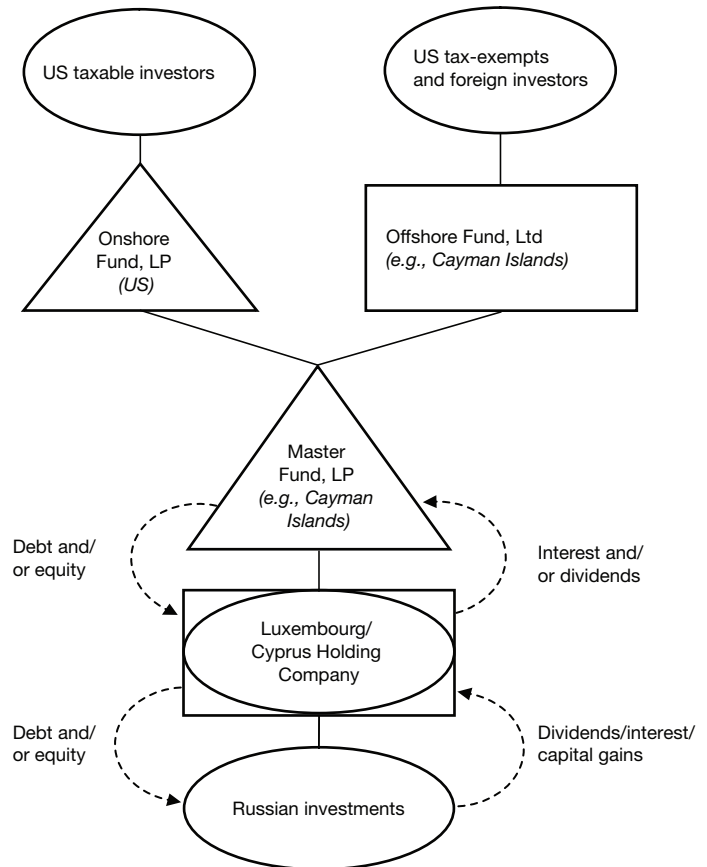 US taxable investors
US tax-exempts
and foreign investors
Onshore
Fund, LP
(US)
Offshore Fund, Ltd
(e.g., Cayman Islands)
Master
Fund, LP
(e.g., Cayman
Islands)
Debt and/
or equity
Interest and/
or dividends
Luxembourg/
Cyprus Holding
Company
Debt and/
or equity
Dividends/interest/
capital gains
Russian investments